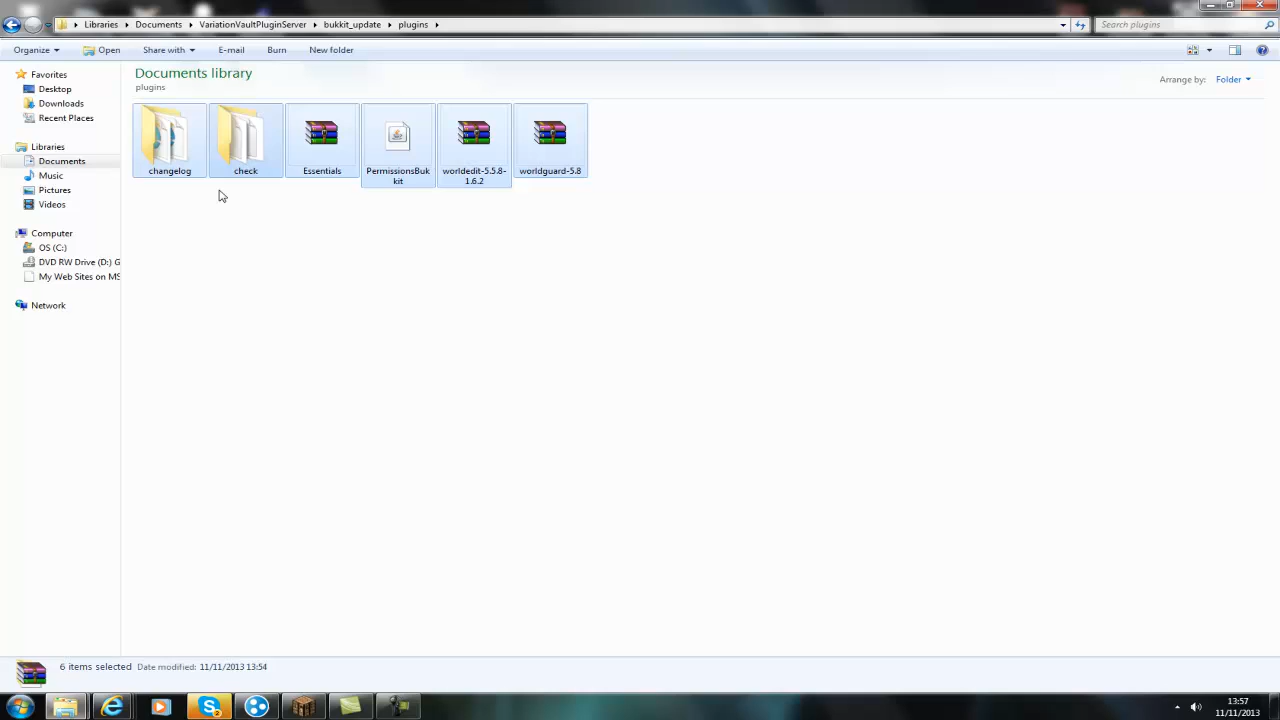 Libraries ▸ Documents ▸ VariationVaultPluginServer ▸ bukkit_update ▸ plugins ▸
Search plugins
Organize Open Share with E-mail Burn New folder
Favorites
Desktop
Downloads
Recent Places
Libraries
Documents
Music
Pictures
Videos
Computer
OS (C:)
DVD RW Drive (D:) G
My Web Sites on MS
Network
Documents library
plugins
Arrange by: Folder
changelog
check
Essentials
PermissionsBuk
kit
worldedit-5.5.8-
1.6.2
worldguard-5.8
6 items selected Date modified: 11/11/2013 13:54
2
13:57
11/11/2013